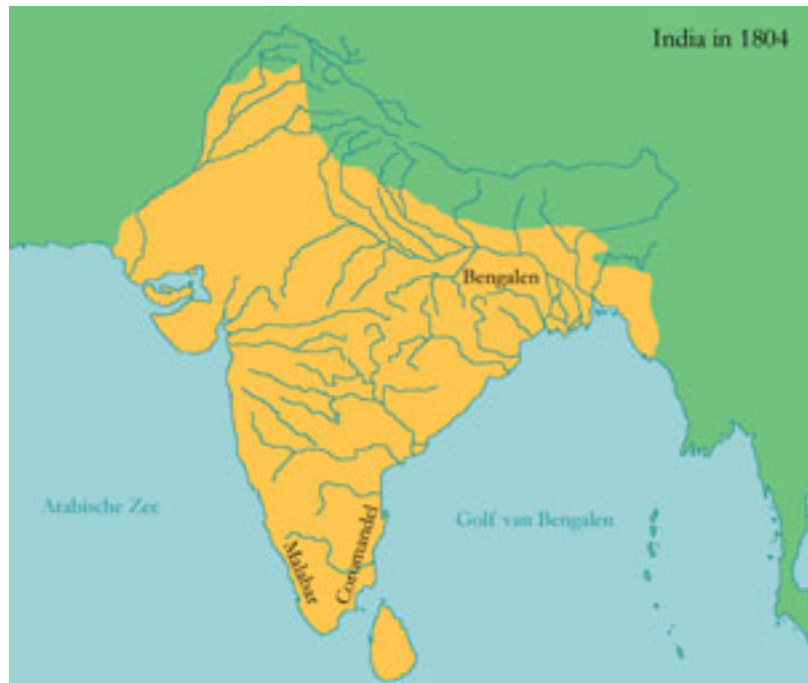 India in 1804
Bengalen
Arabische Zee
Golf van Bengalen
Malabar
Coromandel